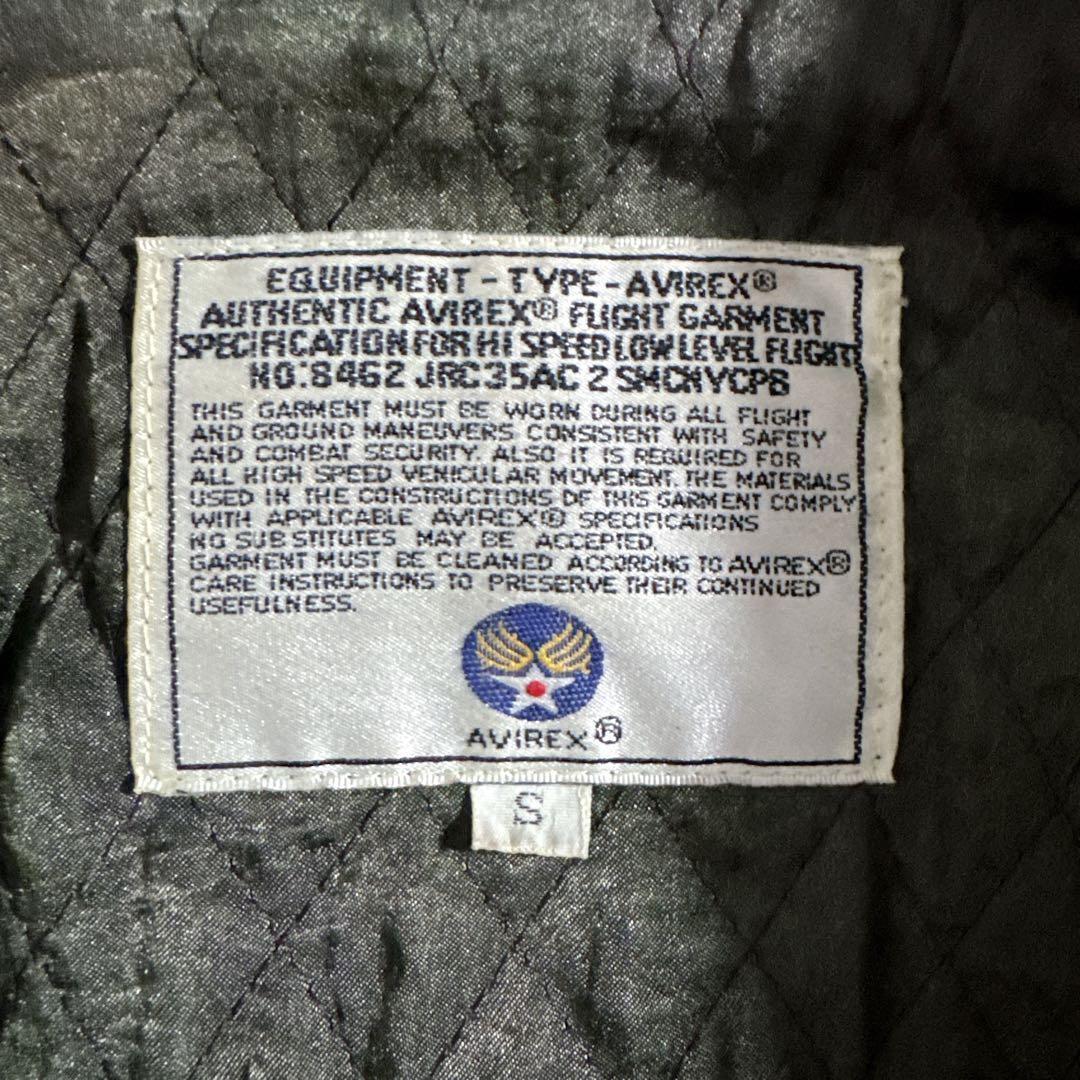 EQUIPMENT - TYPE - AVIREX®
AUTHENTIC AVIREX® FLIGHT GARMENT
SPECIFICATION FOR HI SPEED LOW LEVEL FLIGHT
NO:8462 JRC35AC 2 SMCNYCPB
THIS GARMENT MUST BE WORN DURING ALL FLIGHT
AND GROUND MANEUVERS CONSISTENT WITH SAFETY
AND COMBAT SECURITY. ALSO IT IS REQUIRED FOR
ALL HIGH SPEED VENICULAR MOVEMENT. THE MATERIALS
USED IN THE CONSTRUCTIONS OF THIS GARMENT COMPLY
WITH APPLICABLE AVIREX® SPECIFICATIONS
NO SUBSTITUTES MAY BE ACCEPTED.
GARMENT MUST BE CLEANED ACCORDING TO AVIREX®
CARE INSTRUCTIONS TO PRESERVE THEIR CONTINUED
USEFULNESS.
AVIREX®
S